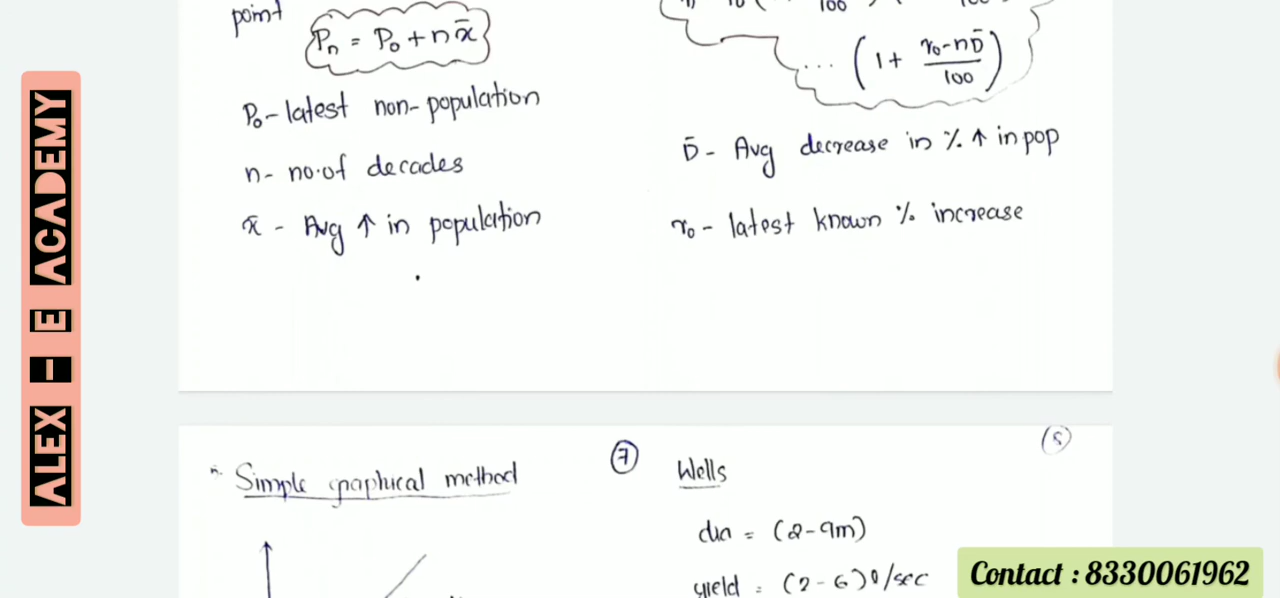 ALEX - E ACADEMY
point
Pn = P₀ + n x̄
P₀ - latest non-population
n - no.of decades
x̄ - Avg ↑ in population
100
... (1 + r₀-nD̄/100)
D̄ - Avg decrease in % ↑ in pop
r₀ - latest known % increase
Simple graphical method
7
Wells
dia = (2-9m)
yield = (2-6) l/sec
Contact : 8330061962